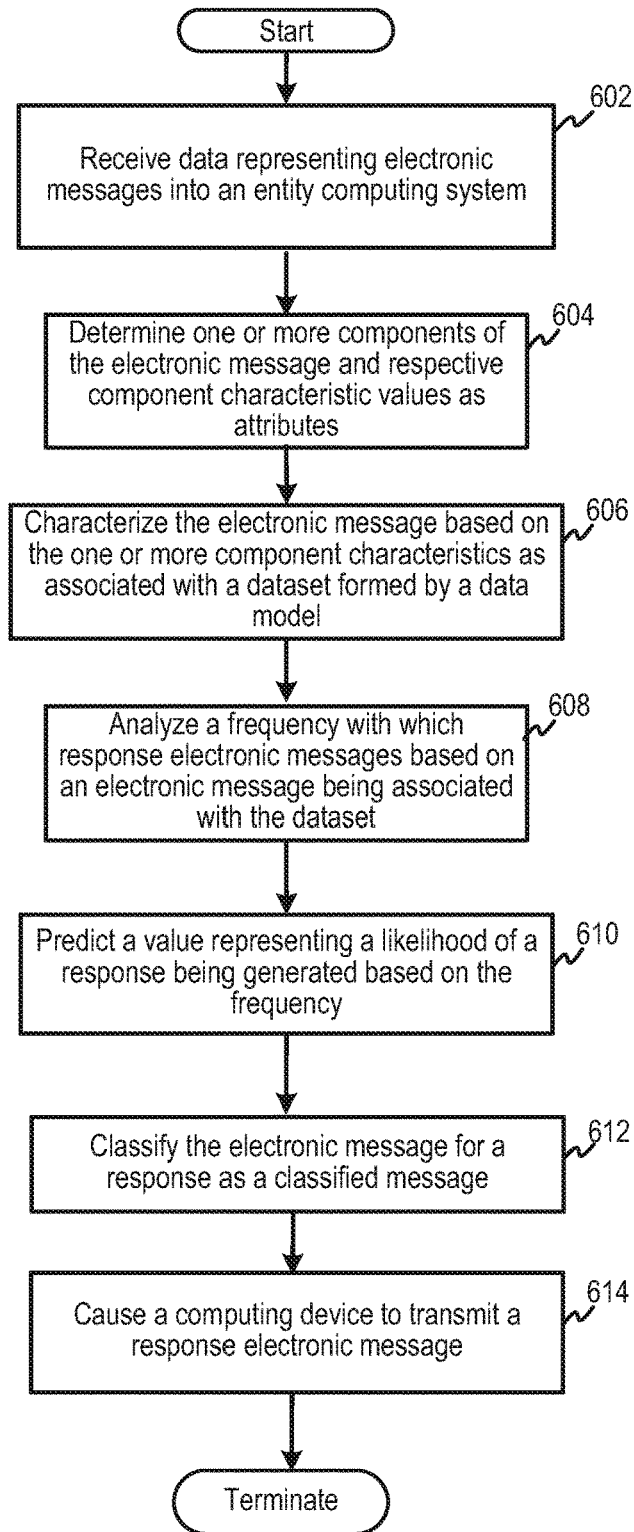 Start
602
Receive data representing electronic
messages into an entity computing system
604
Determine one or more components of
the electronic message and respective
component characteristic values as
attributes
606
Characterize the electronic message based on
the one or more component characteristics as
associated with a dataset formed by a data
model
608
Analyze a frequency with which
response electronic messages based on
an electronic message being associated
with the dataset
610
Predict a value representing a likelihood of a
response being generated based on the
frequency
612
Classify the electronic message for a
response as a classified message
614
Cause a computing device to transmit a
response electronic message
Terminate